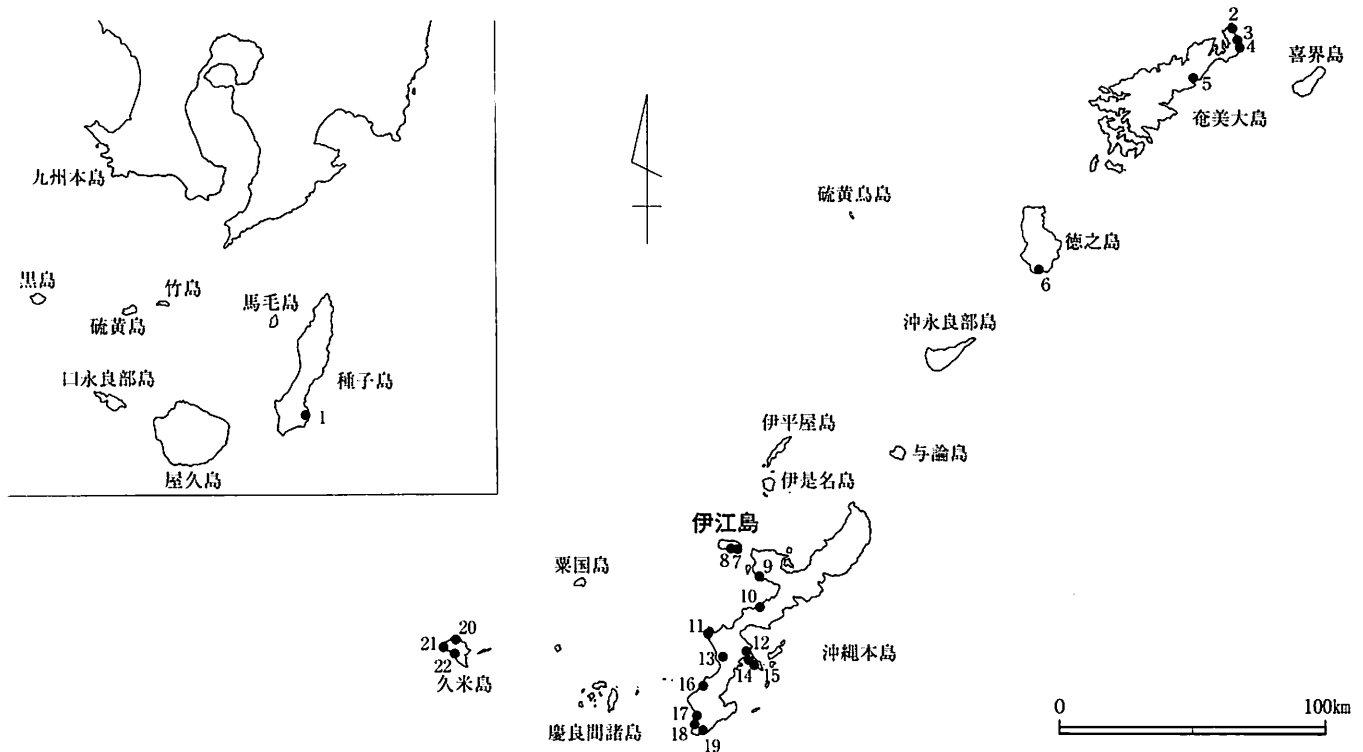 九州本島
黒島
竹島
硫黄島
馬毛島
口永良部島
種子島
1
屋久島
2
3
4
5
喜界島
奄美大島
硫黄鳥島
徳之島
6
沖永良部島
伊平屋島
与論島
伊是名島
伊江島
8 7
9
粟国島
10
11
12
13
14
15
沖縄本島
20
21
22
久米島
16
慶良間諸島
17
18
19
0
100km